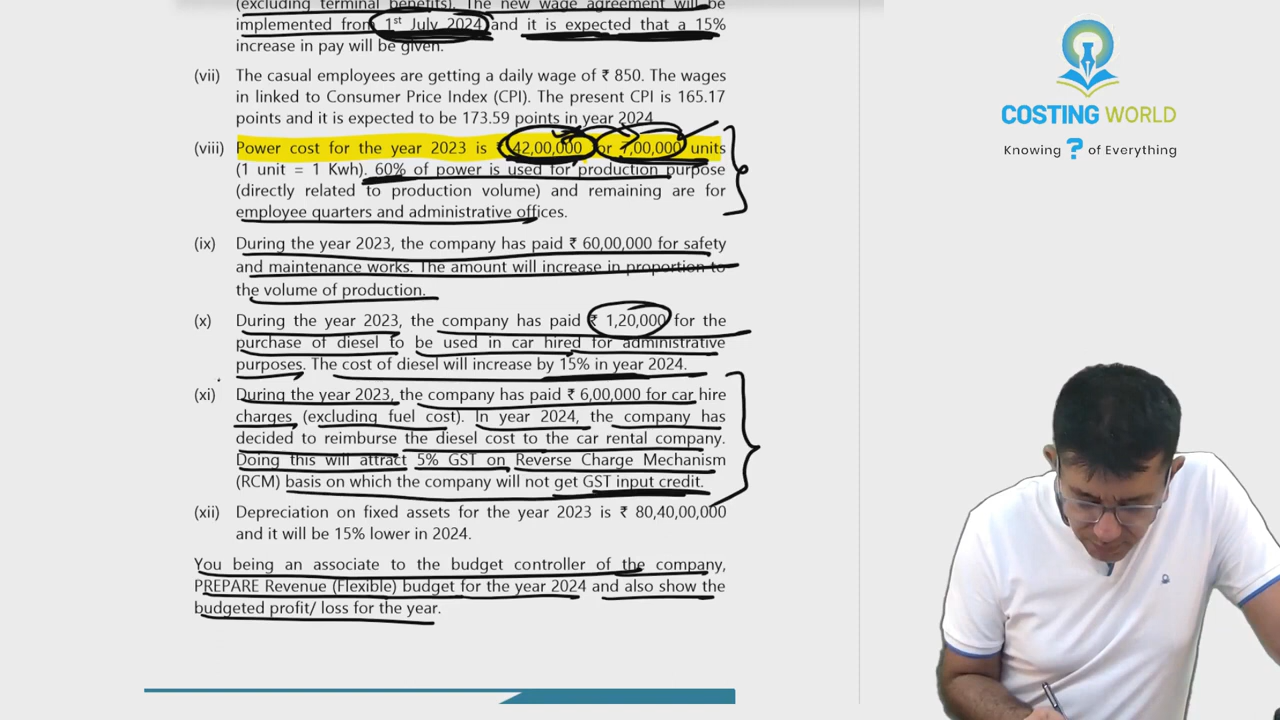 (excluding terminal benefits). The new wage agreement will be
implemented from 1st July 2024 and it is expected that a 15%
increase in pay will be given.
(vii) The casual employees are getting a daily wage of ₹ 850. The wages
in linked to Consumer Price Index (CPI). The present CPI is 165.17
points and it is expected to be 173.59 points in year 2024.
(viii) Power cost for the year 2023 is ₹ 42,00,000 for 7,00,000 units
(1 unit = 1 Kwh). 60% of power is used for production purpose
(directly related to production volume) and remaining are for
employee quarters and administrative offices.
(ix) During the year 2023, the company has paid ₹ 60,00,000 for safety
and maintenance works. The amount will increase in proportion to
the volume of production.
(x) During the year 2023, the company has paid ₹ 1,20,000 for the
purchase of diesel to be used in car hired for administrative
purposes. The cost of diesel will increase by 15% in year 2024.
(xi) During the year 2023, the company has paid ₹ 6,00,000 for car hire
charges (excluding fuel cost). In year 2024, the company has
decided to reimburse the diesel cost to the car rental company.
Doing this will attract 5% GST on Reverse Charge Mechanism
(RCM) basis on which the company will not get GST input credit.
(xii) Depreciation on fixed assets for the year 2023 is ₹ 80,40,00,000
and it will be 15% lower in 2024.
You being an associate to the budget controller of the company,
PREPARE Revenue (Flexible) budget for the year 2024 and also show the
budgeted profit/ loss for the year.
COSTING WORLD
Knowing ? of Everything